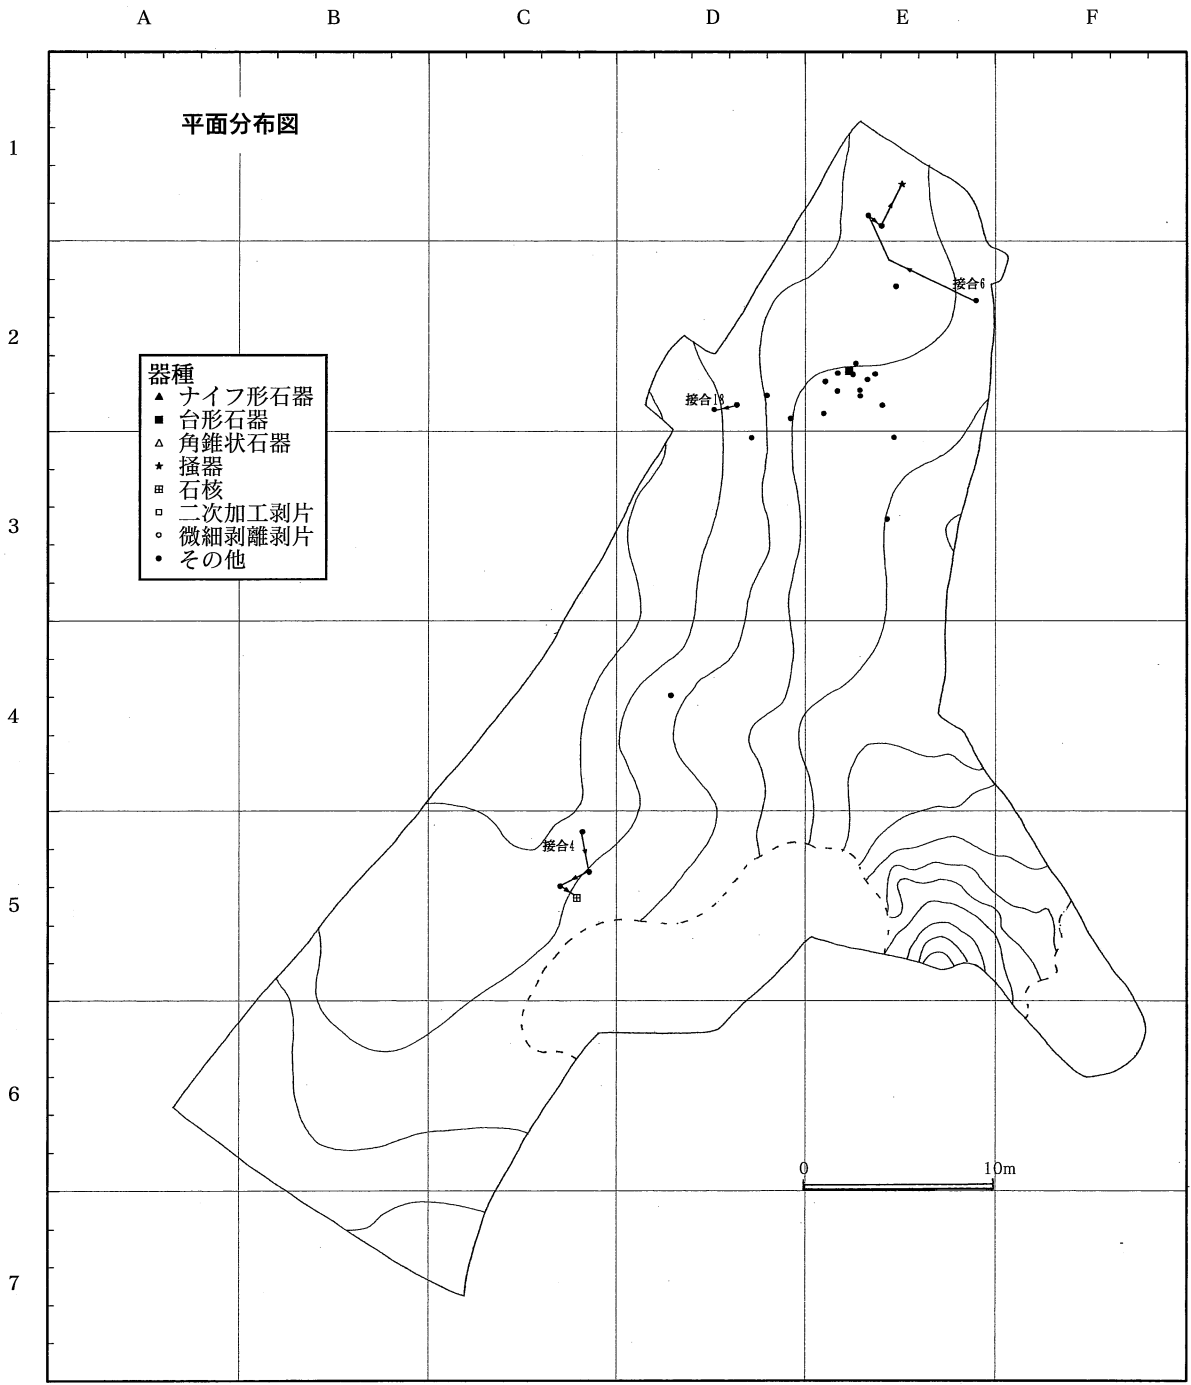 A B C D E F
平面分布図
1
接合6
2
器種
ナイフ形石器
接合18
台形石器
角錐状石器
掻器
石核
二次加工剥片
3
微細剥離剥片
その他
4
接合4
5
6
0 10m
7